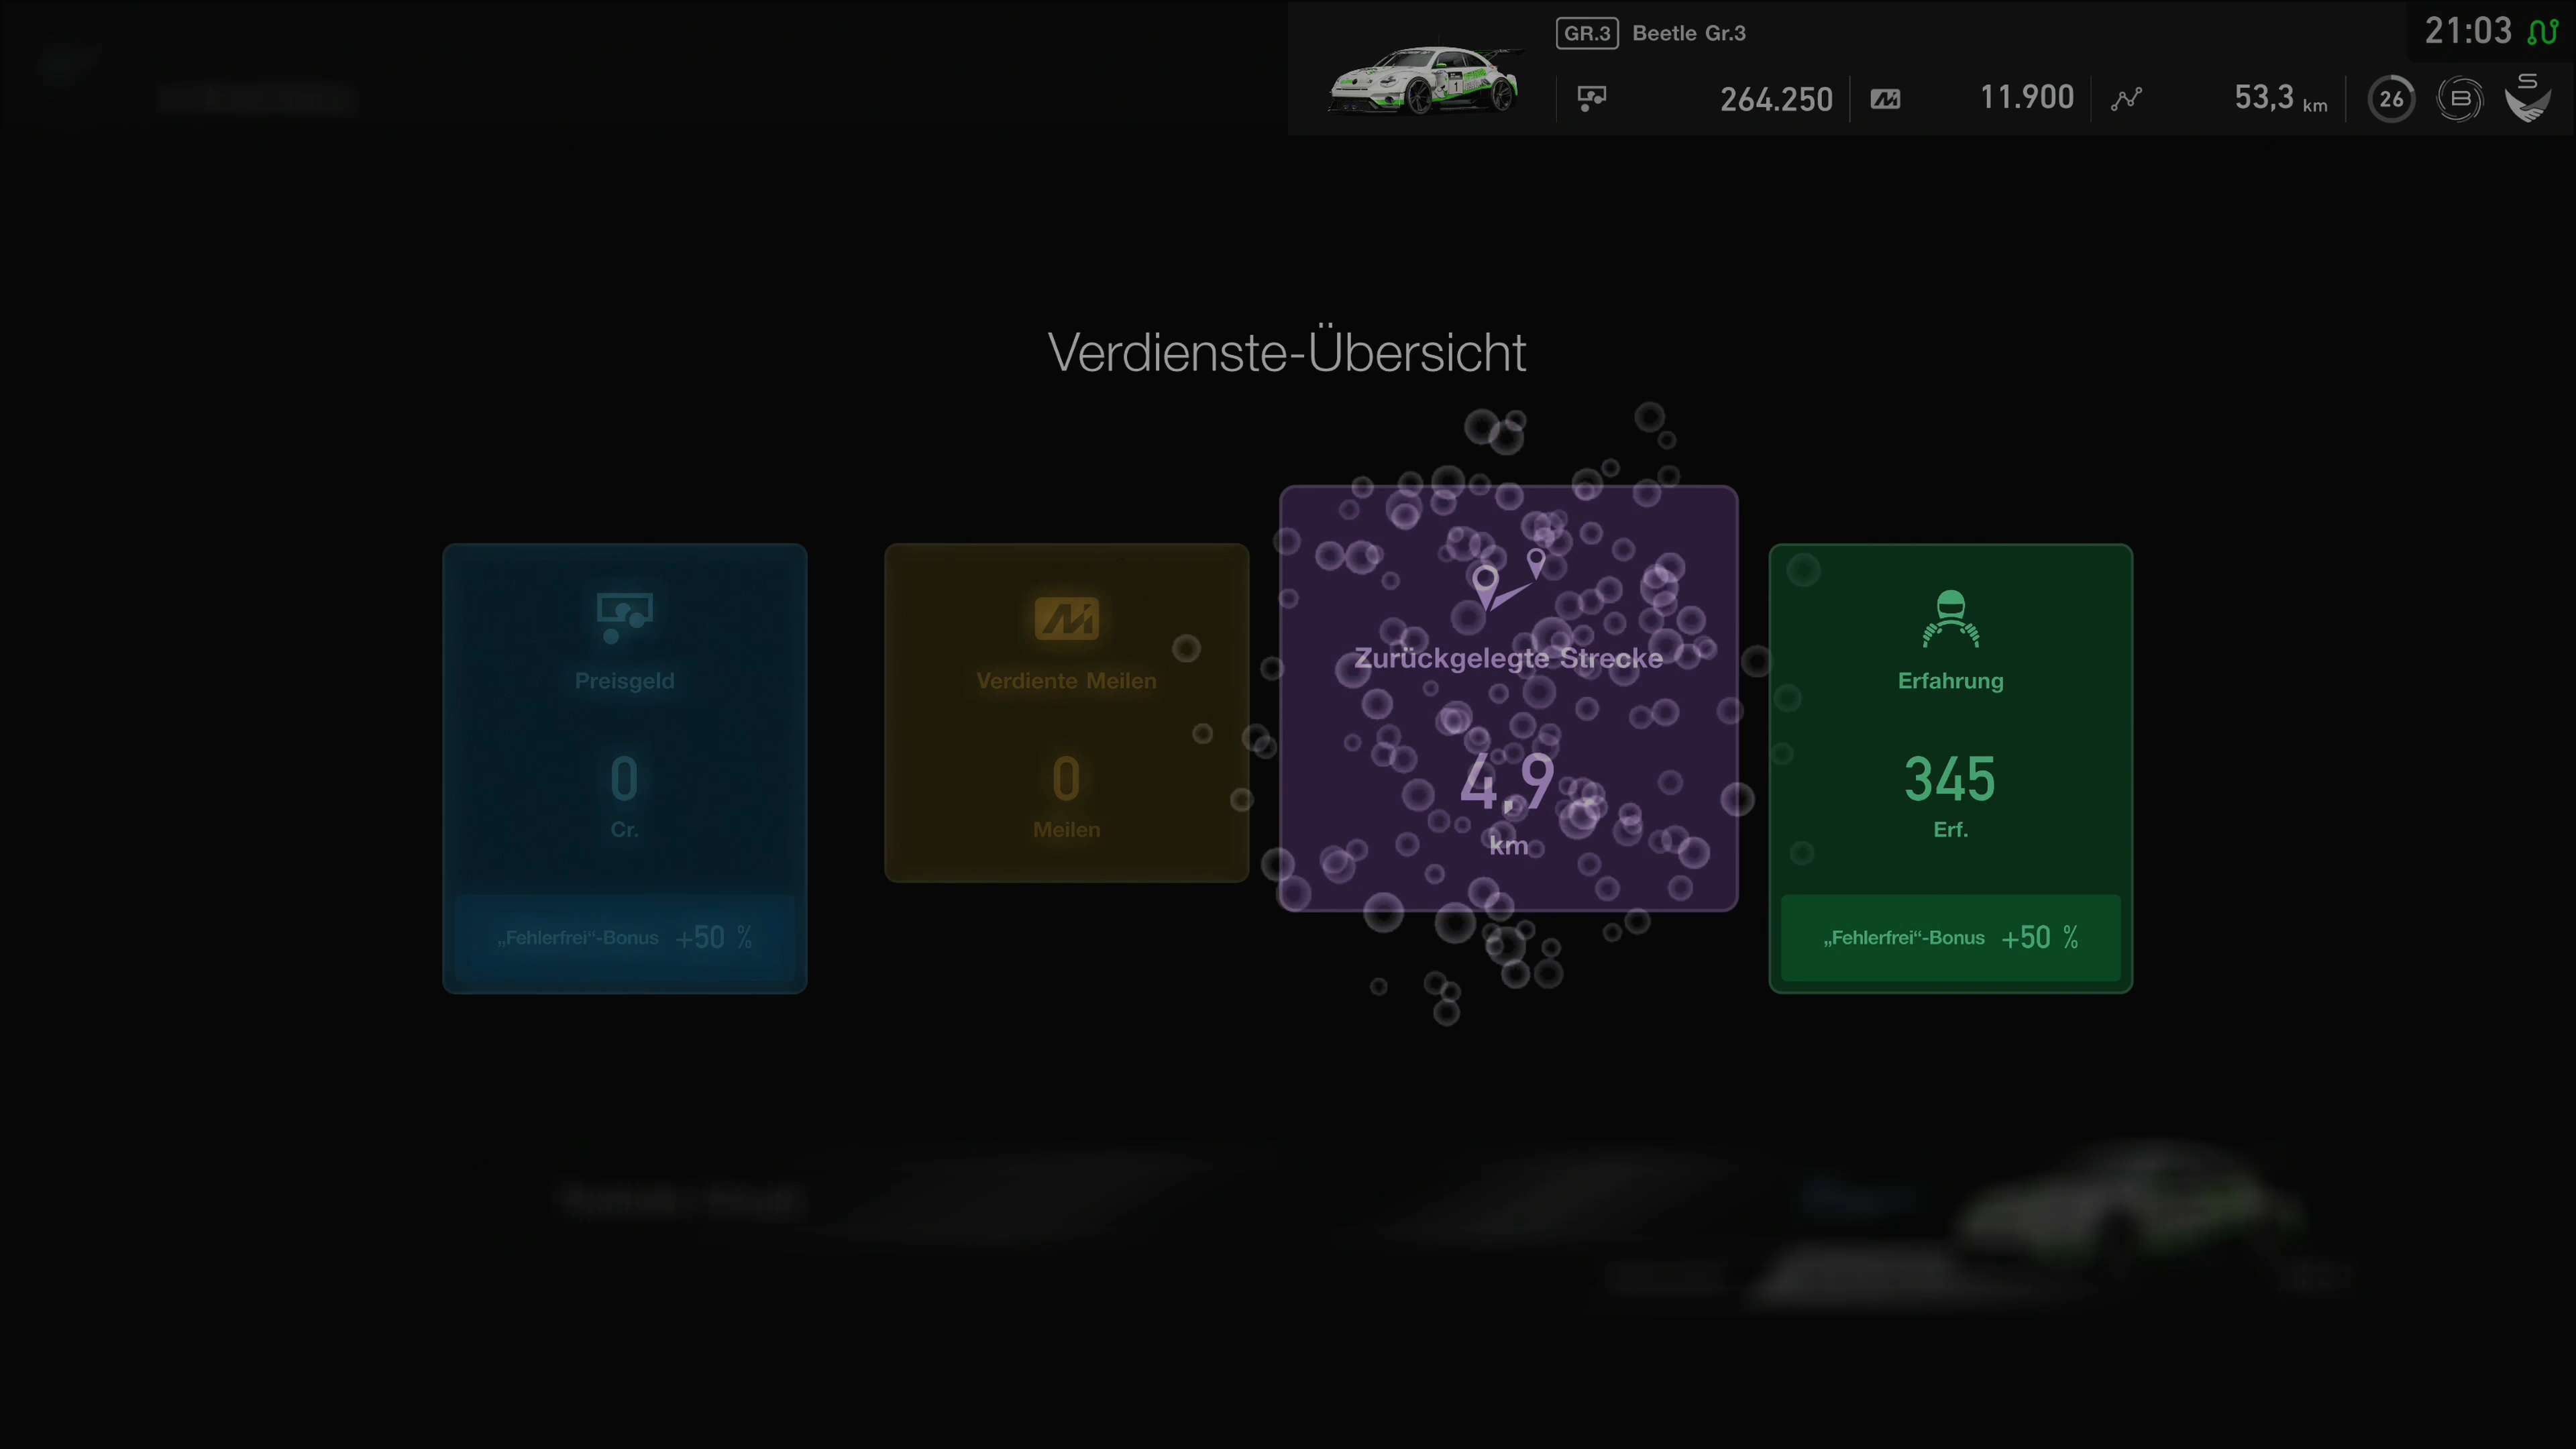 GR.3 Beetle Gr.3
21:03
264.250 11.900 53,3 km 26 B S
Verdienste-Übersicht
Preisgeld
0
Cr.
„Fehlerfrei“-Bonus +50 %
Verdiente Meilen
0
Meilen
Zurückgelegte Strecke
4,9
km
Erfahrung
345
Erf.
„Fehlerfrei“-Bonus +50 %